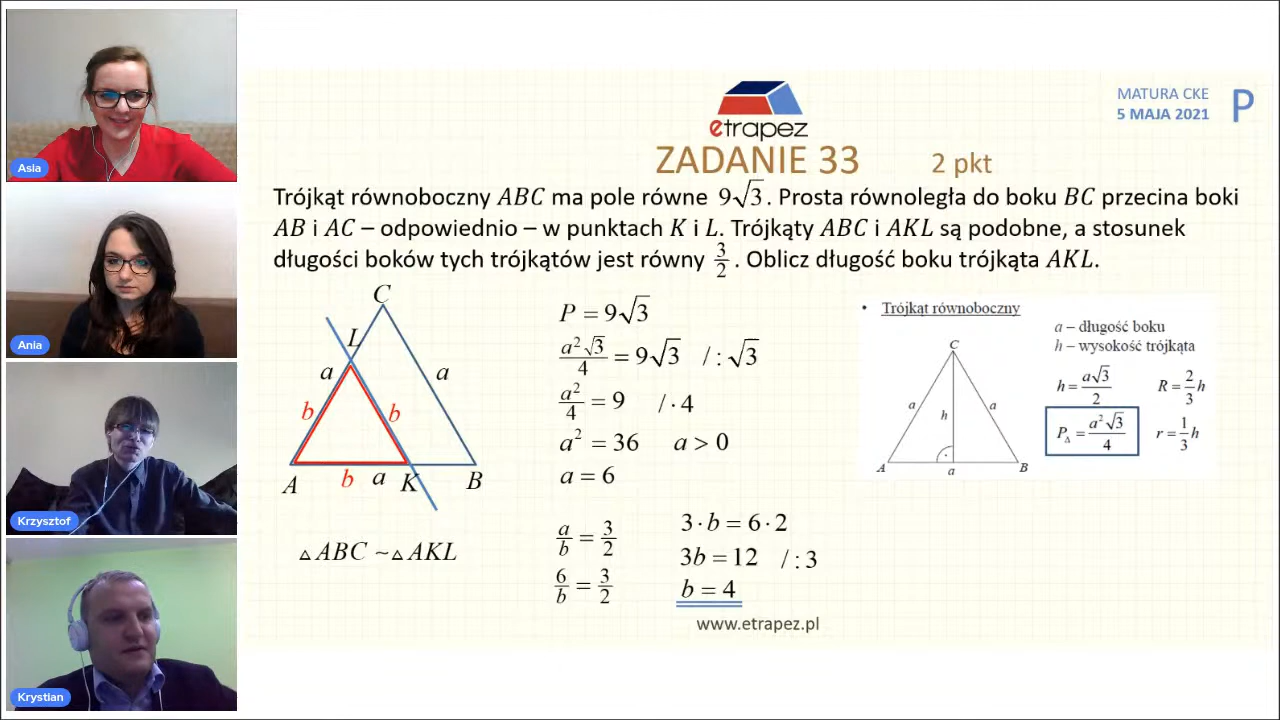 Asia
Ania
Krzysztof
Krystian
etrapez
MATURA CKE
5 MAJA 2021
P
ZADANIE 33 2 pkt
Trójkąt równoboczny ABC ma pole równe 9√3. Prosta równoległa do boku BC przecina boki
AB i AC – odpowiednio – w punktach K i L. Trójkąty ABC i AKL są podobne, a stosunek
długości boków tych trójkątów jest równy 3/2. Oblicz długość boku trójkąta AKL.
C
L
a a
b b
A b a K B
△ABC ~ △AKL
P = 9√3
a²√3/4 = 9√3 /:√3
a²/4 = 9 /·4
a² = 36 a > 0
a = 6
a/b = 3/2
6/b = 3/2
3·b = 6·2
3b = 12 /:3
b = 4
• Trójkąt równoboczny
a – długość boku
h – wysokość trójkąta
C
a h a
A a B
h = a√3/2 R = 2/3 h
P△ = a²√3/4 r = 1/3 h
www.etrapez.pl